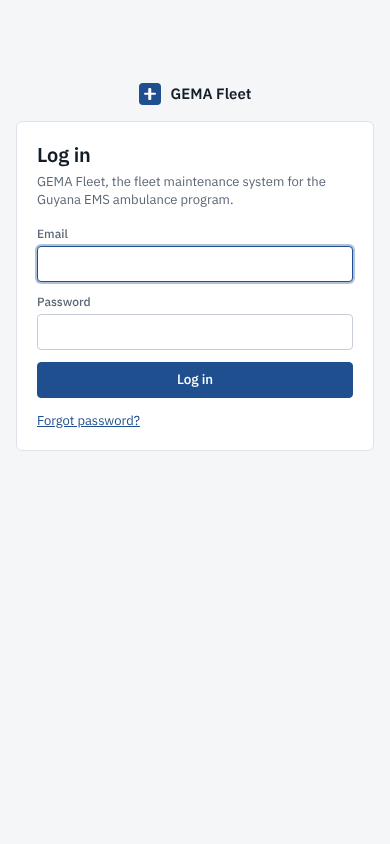 GEMA Fleet
Log in
GEMA Fleet, the fleet maintenance system for the
Guyana EMS ambulance program.
Email
Password
Log in
Forgot password?